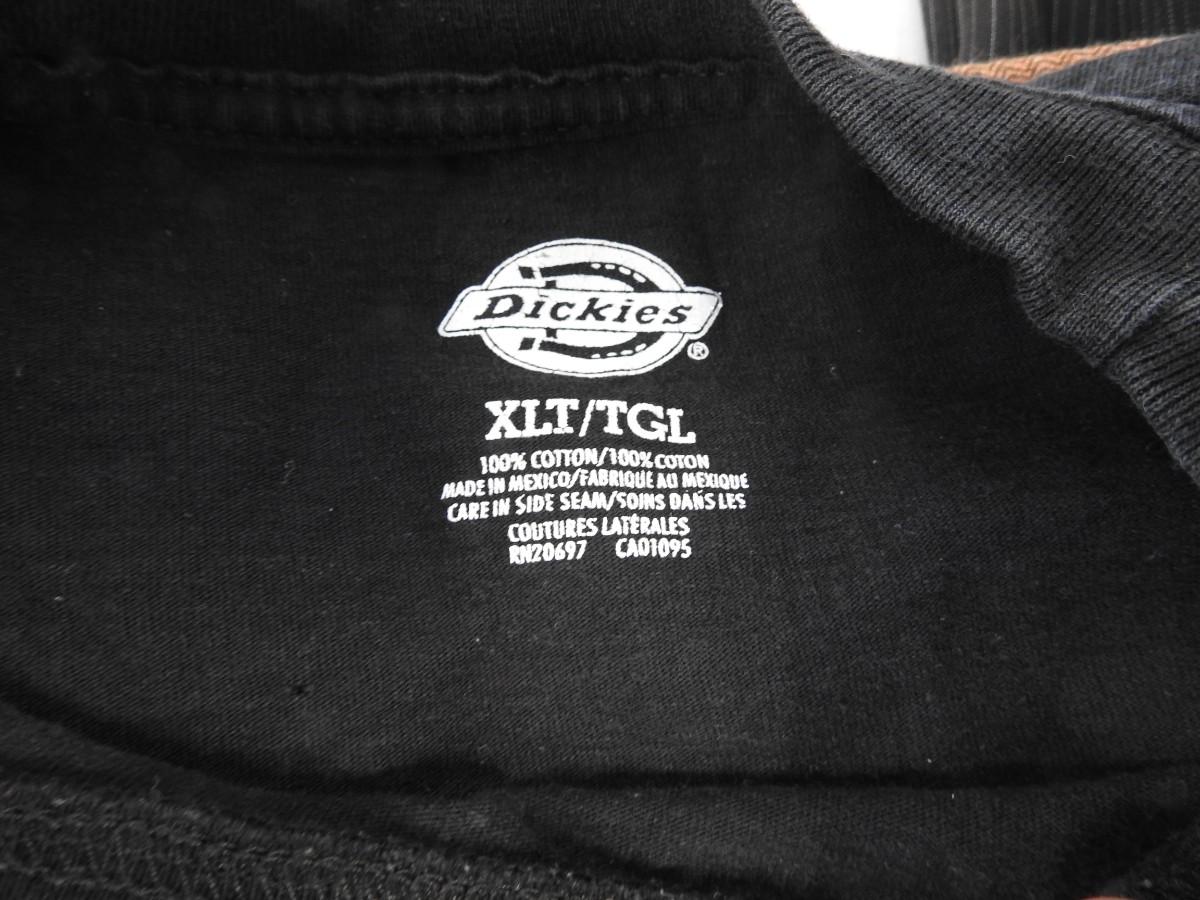 Dickies
®
XLT/TGL
100% COTTON/100% COTON
MADE IN MEXICO/FABRIQUE AU MEXIQUE
CARE IN SIDE SEAM/SOINS DANS LES
COUTURES LATÉRALES
RN20697 CA01095